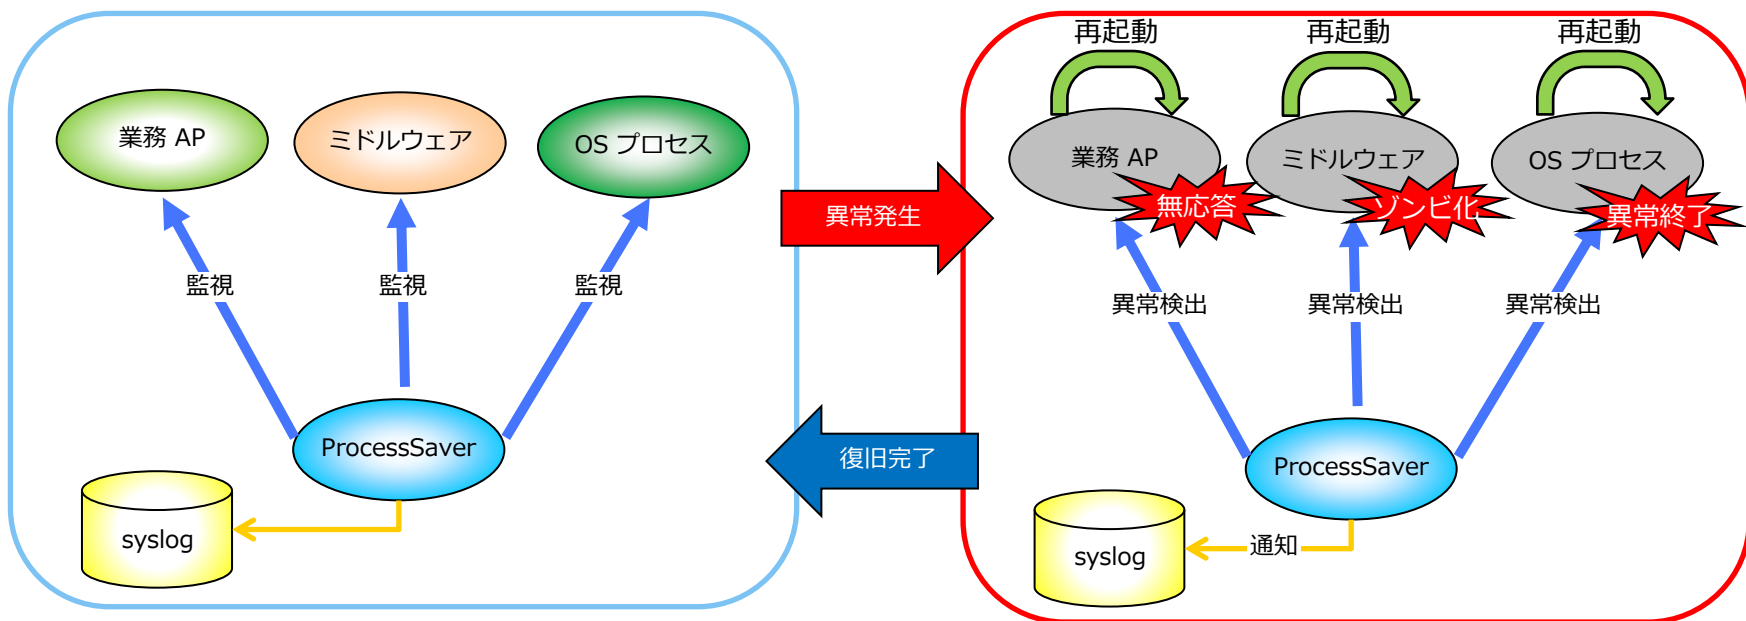 業務 AP
ミドルウェア
OS プロセス
監視
監視
監視
ProcessSaver
syslog
異常発生
復旧完了
再起動
再起動
再起動
業務 AP
ミドルウェア
OS プロセス
無応答
ゾンビ化
異常終了
異常検出
異常検出
異常検出
ProcessSaver
syslog
通知